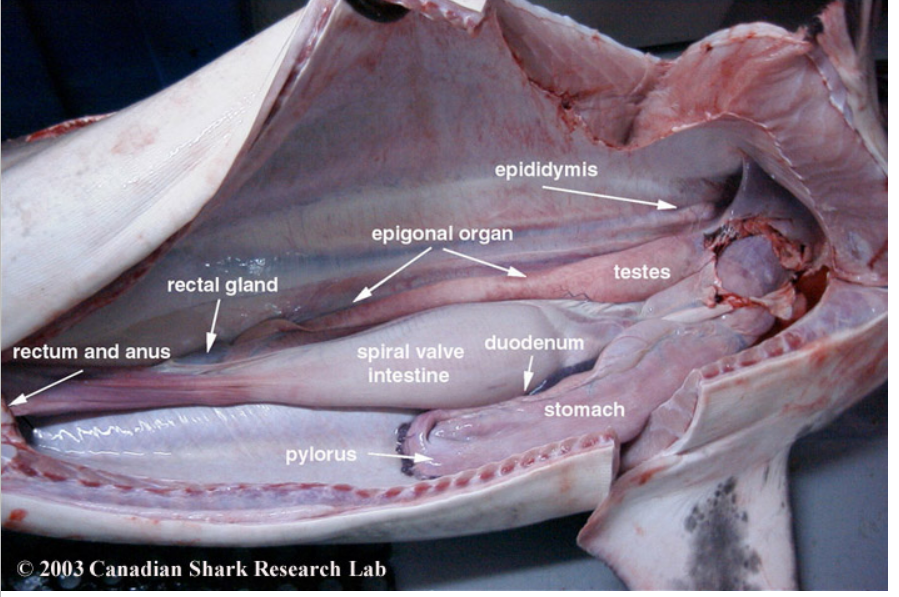 epididymis
epigonal organ
testes
rectal gland
rectum and anus
spiral valve
intestine
duodenum
stomach
pylorus
© 2003 Canadian Shark Research Lab